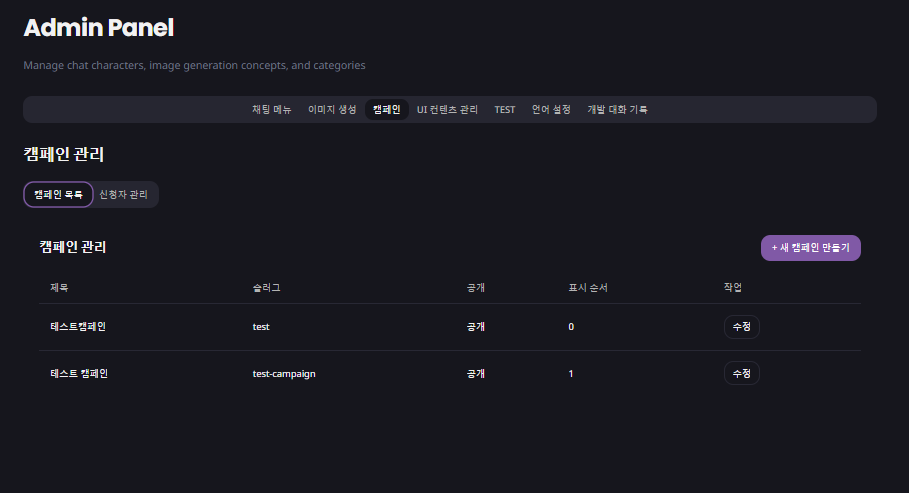 Admin Panel
Manage chat characters, image generation concepts, and categories
채팅 메뉴 이미지 생성 캠페인 UI 컨텐츠 관리 TEST 언어 설정 개발 대화 기록
캠페인 관리
캠페인 목록 신청자 관리
캠페인 관리 + 새 캠페인 만들기
제목 슬러그 공개 표시 순서 작업
테스트캠페인 test 공개 0 수정
테스트 캠페인 test-campaign 공개 1 수정